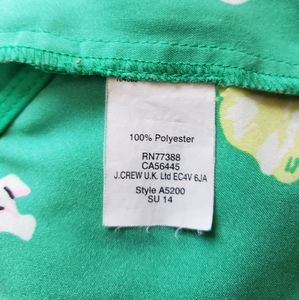 100% Polyester
RN77388
CA56445
J.CREW U.K. Ltd EC4V 6JA
Style A5200
SU 14